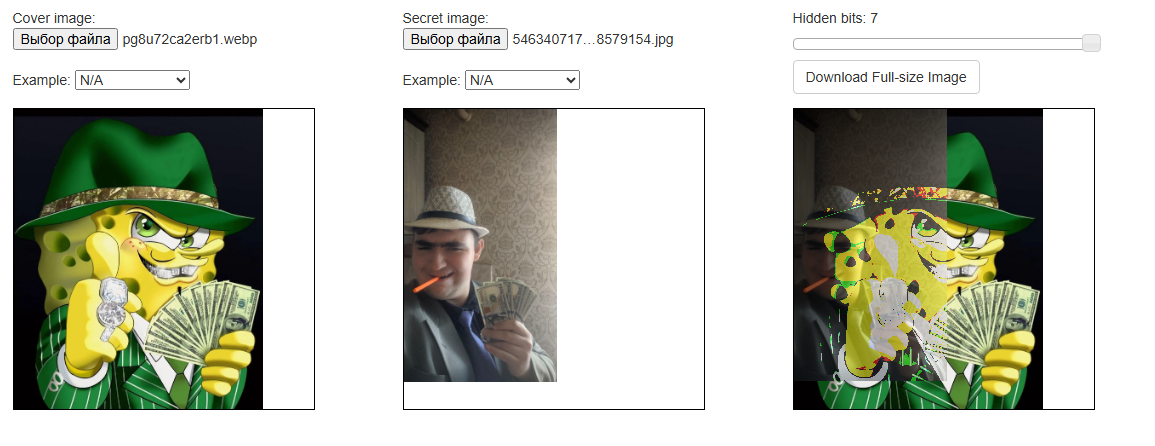 Cover image:
Выбор файла pg8u72ca2erb1.webp
Example: N/A
Secret image:
Выбор файла 546340717...8579154.jpg
Example: N/A
Hidden bits: 7
Download Full-size Image